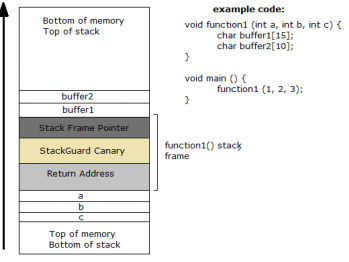 Bottom of memory
Top of stack
buffer2
buffer1
Stack Frame Pointer
StackGuard Canary
Return Address
a
b
c
Top of memory
Bottom of stack
function1() stack
frame
example code:
void function1 (int a, int b, int c) {
char buffer1[15];
char buffer2[10];
}
void main () {
function1 (1, 2, 3);
}